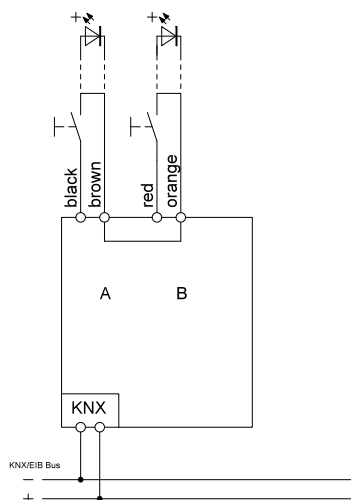 + +
black brown red orange
A B
KNX
KNX/EIB Bus
–
+